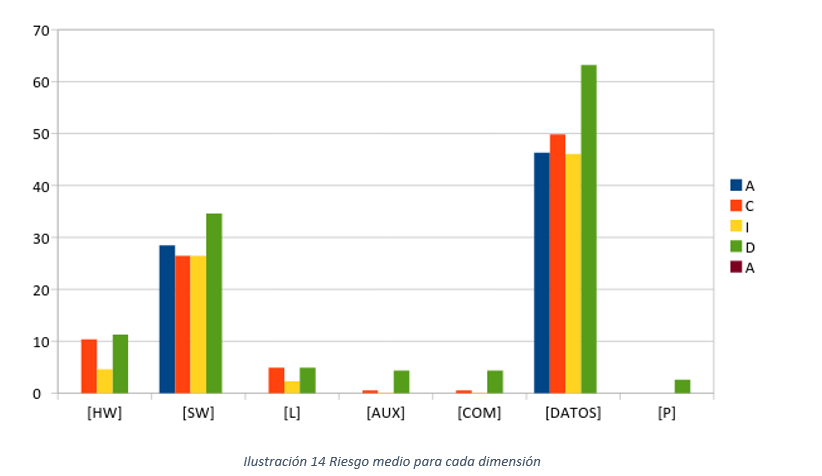 70
60
50
40
30
20
10
0
[HW] [SW] [L] [AUX] [COM] [DATOS] [P]
A
C
I
D
A
Ilustración 14 Riesgo medio para cada dimensión